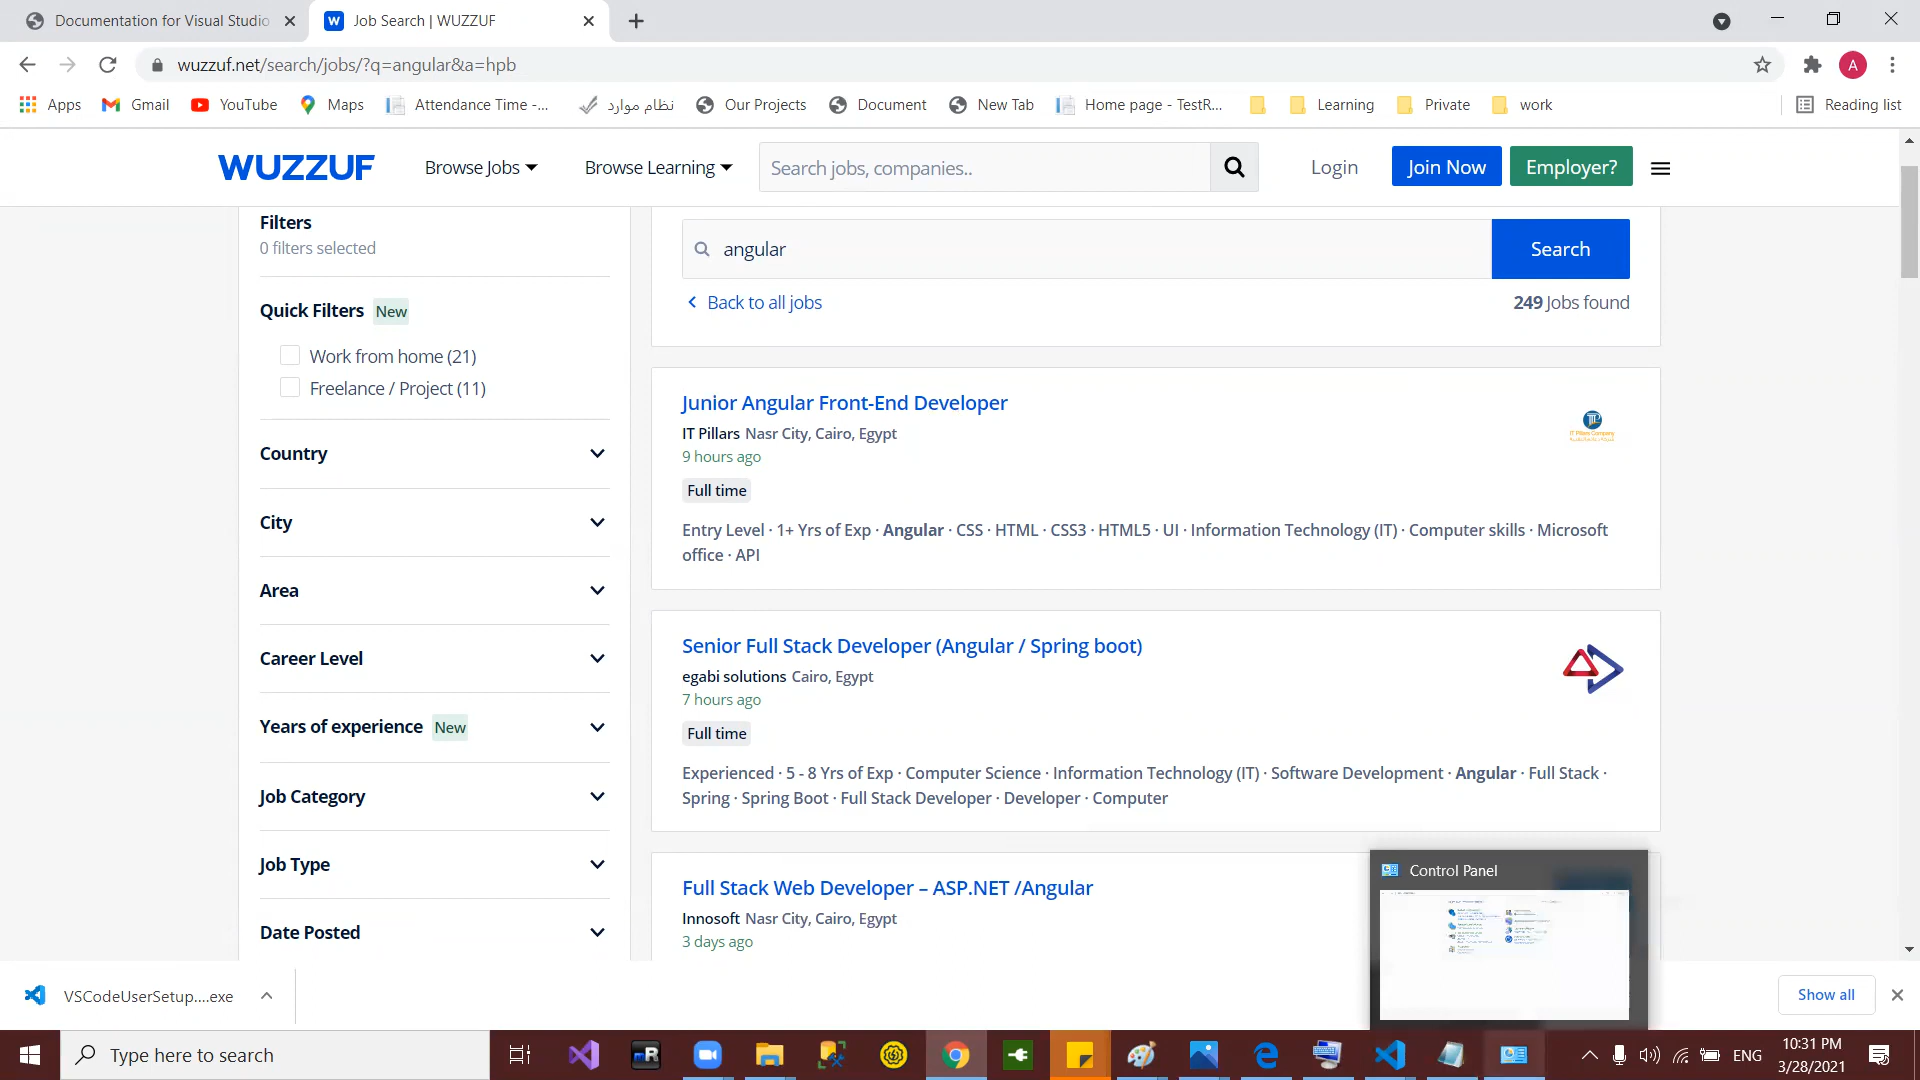 Documentation for Visual Studio
Job Search | WUZZUF
wuzzuf.net/search/jobs/?q=angular&a=hpb
A
Apps
Gmail
YouTube
Maps
Attendance Time -...
نظام موارد
Our Projects
Document
New Tab
Home page - TestR...
Learning
Private
work
Reading list
WUZZUF
Browse Jobs
Browse Learning
Search jobs, companies..
Login
Join Now
Employer?
Filters
0 filters selected
Quick Filters New
Work from home (21)
Freelance / Project (11)
Country
City
Area
Career Level
Years of experience New
Job Category
Job Type
Date Posted
angular
Search
Back to all jobs
249 Jobs found
Junior Angular Front-End Developer
IT Pillars Nasr City, Cairo, Egypt
9 hours ago
Full time
Entry Level · 1+ Yrs of Exp · Angular · CSS · HTML · CSS3 · HTML5 · UI · Information Technology (IT) · Computer skills · Microsoft
office · API
Senior Full Stack Developer (Angular / Spring boot)
egabi solutions Cairo, Egypt
7 hours ago
Full time
Experienced · 5 - 8 Yrs of Exp · Computer Science · Information Technology (IT) · Software Development · Angular · Full Stack ·
Spring · Spring Boot · Full Stack Developer · Developer · Computer
Full Stack Web Developer – ASP.NET /Angular
Innosoft Nasr City, Cairo, Egypt
3 days ago
Control Panel
VSCodeUserSetup....exe
Show all
Type here to search
ENG
10:31 PM
3/28/2021